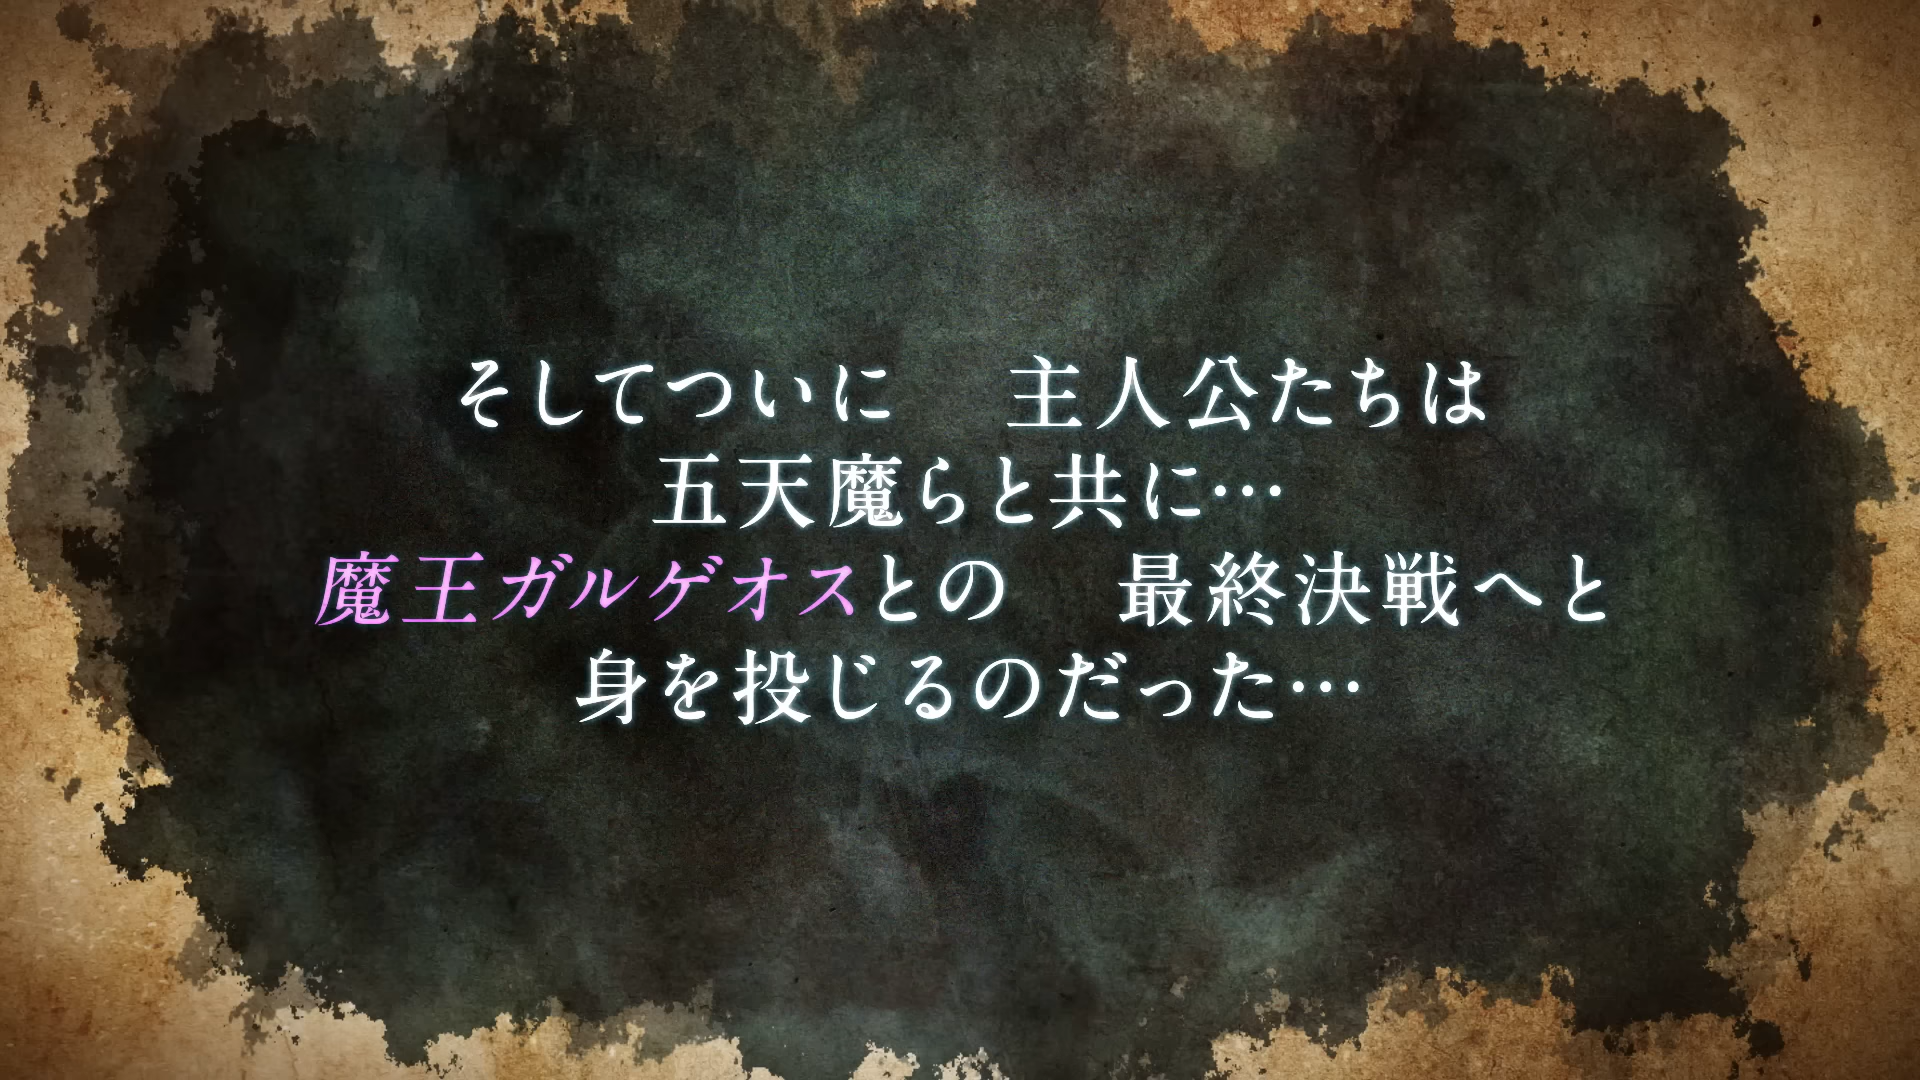 そしてついに　主人公たちは
五天魔らと共に…
魔王ガルゲオスとの　最終決戦へと
身を投じるのだった…